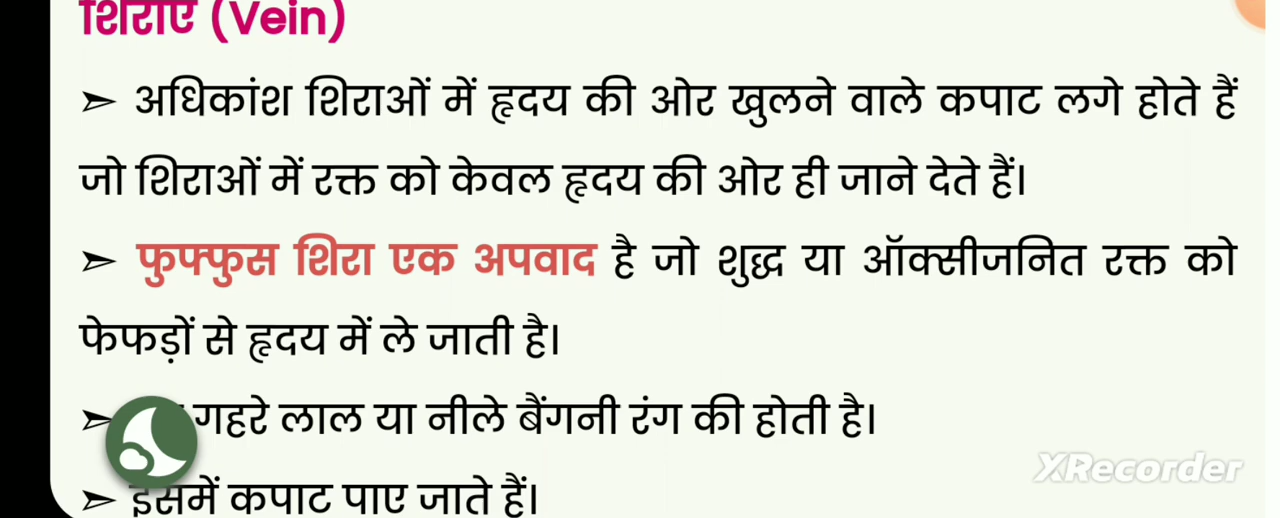 शिराएँ (Vein)
➢ अधिकांश शिराओं में हृदय की ओर खुलने वाले कपाट लगे होते हैं
जो शिराओं में रक्त को केवल हृदय की ओर ही जाने देते हैं।
➢ फुफ्फुस शिरा एक अपवाद है जो शुद्ध या ऑक्सीजनित रक्त को
फेफड़ों से हृदय में ले जाती है।
➢ गहरे लाल या नीले बैंगनी रंग की होती है।
➢ इसमें कपाट पाए जाते हैं।
XRecorder